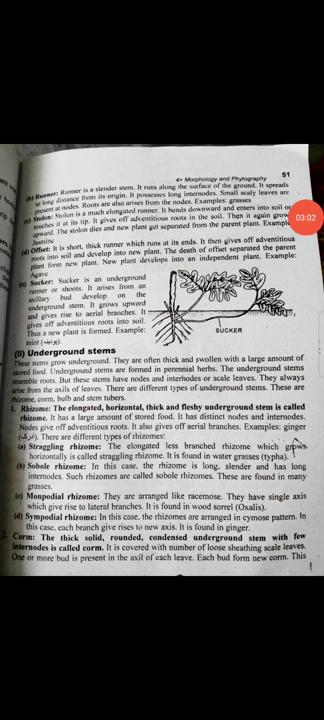 4> Morphology and Phytography 51
(b) Runner: Runner is a slender stem. It runs along the surface of the ground. It spreads
to long distance from its origin. It possesses long internodes. Small scaly leaves are
present at nodes. Roots are also arises from the nodes. Examples: grasses
(c) Stolon: Stolon is a much elongated runner. It bends downward and enters into soil or
touches it at its tip. It gives off adventitious roots in the soil. Then it again grow
upward. The stolon dies and new plant got separated from the parent plant. Example
Jasmine
03:02
(d) Offset: It is short, thick runner which runs at its ends. It then gives off adventitious
roots into soil and develop into new plant. The death of offset separated the parent
plant from new plant. New plant develops into an independent plant. Example:
Agave
(e) Sucker: Sucker is an underground
runner or shoots. It arises from an
axillary bud develop on the
underground stem. It grows upward
and gives rise to aerial branches. It
gives off adventitious roots into soil.
Thus a new plant is formed. Example:
mint (پودینہ)
SUCKER
(ii) Underground stems
These stems grow underground. They are often thick and swollen with a large amount of
stored food. Underground stems are formed in perennial herbs. The underground stems
resemble roots. But these stems have nodes and internodes or scale leaves. They always
arise from the axils of leaves. There are different types of underground stems. These are
rhizome, corm, bulb and stem tubers.
1. Rhizome: The elongated, horizontal, thick and fleshy underground stem is called
rhizome. It has a large amount of stored food. It has distinct nodes and internodes.
Nodes give off adventitious roots. It also gives off aerial branches. Examples: ginger
(ادرک). There are different types of rhizomes:
(a) Straggling rhizome: The elongated less branched rhizome which grows
horizontally is called straggling rhizome. It is found in water grasses (typha).
(b) Sobole rhizome: In this case, the rhizome is long, slender and has long
internodes. Such rhizomes are called sobole rhizomes. These are found in many
grasses.
(c) Monpodial rhizome: They are arranged like racemose. They have single axis
which give rise to lateral branches. It is found in wood sorrel (Oxalis).
(d) Sympodial rhizome: In this case, the rhizomes are arranged in cymose pattern. In
this case, each branch give rises to new axis. It is found in ginger.
2. Corm: The thick solid, rounded, condensed underground stem with few
internodes is called corm. It is covered with number of loose sheathing scale leaves.
One or more bud is present in the axil of each leave. Each bud form new corm. This